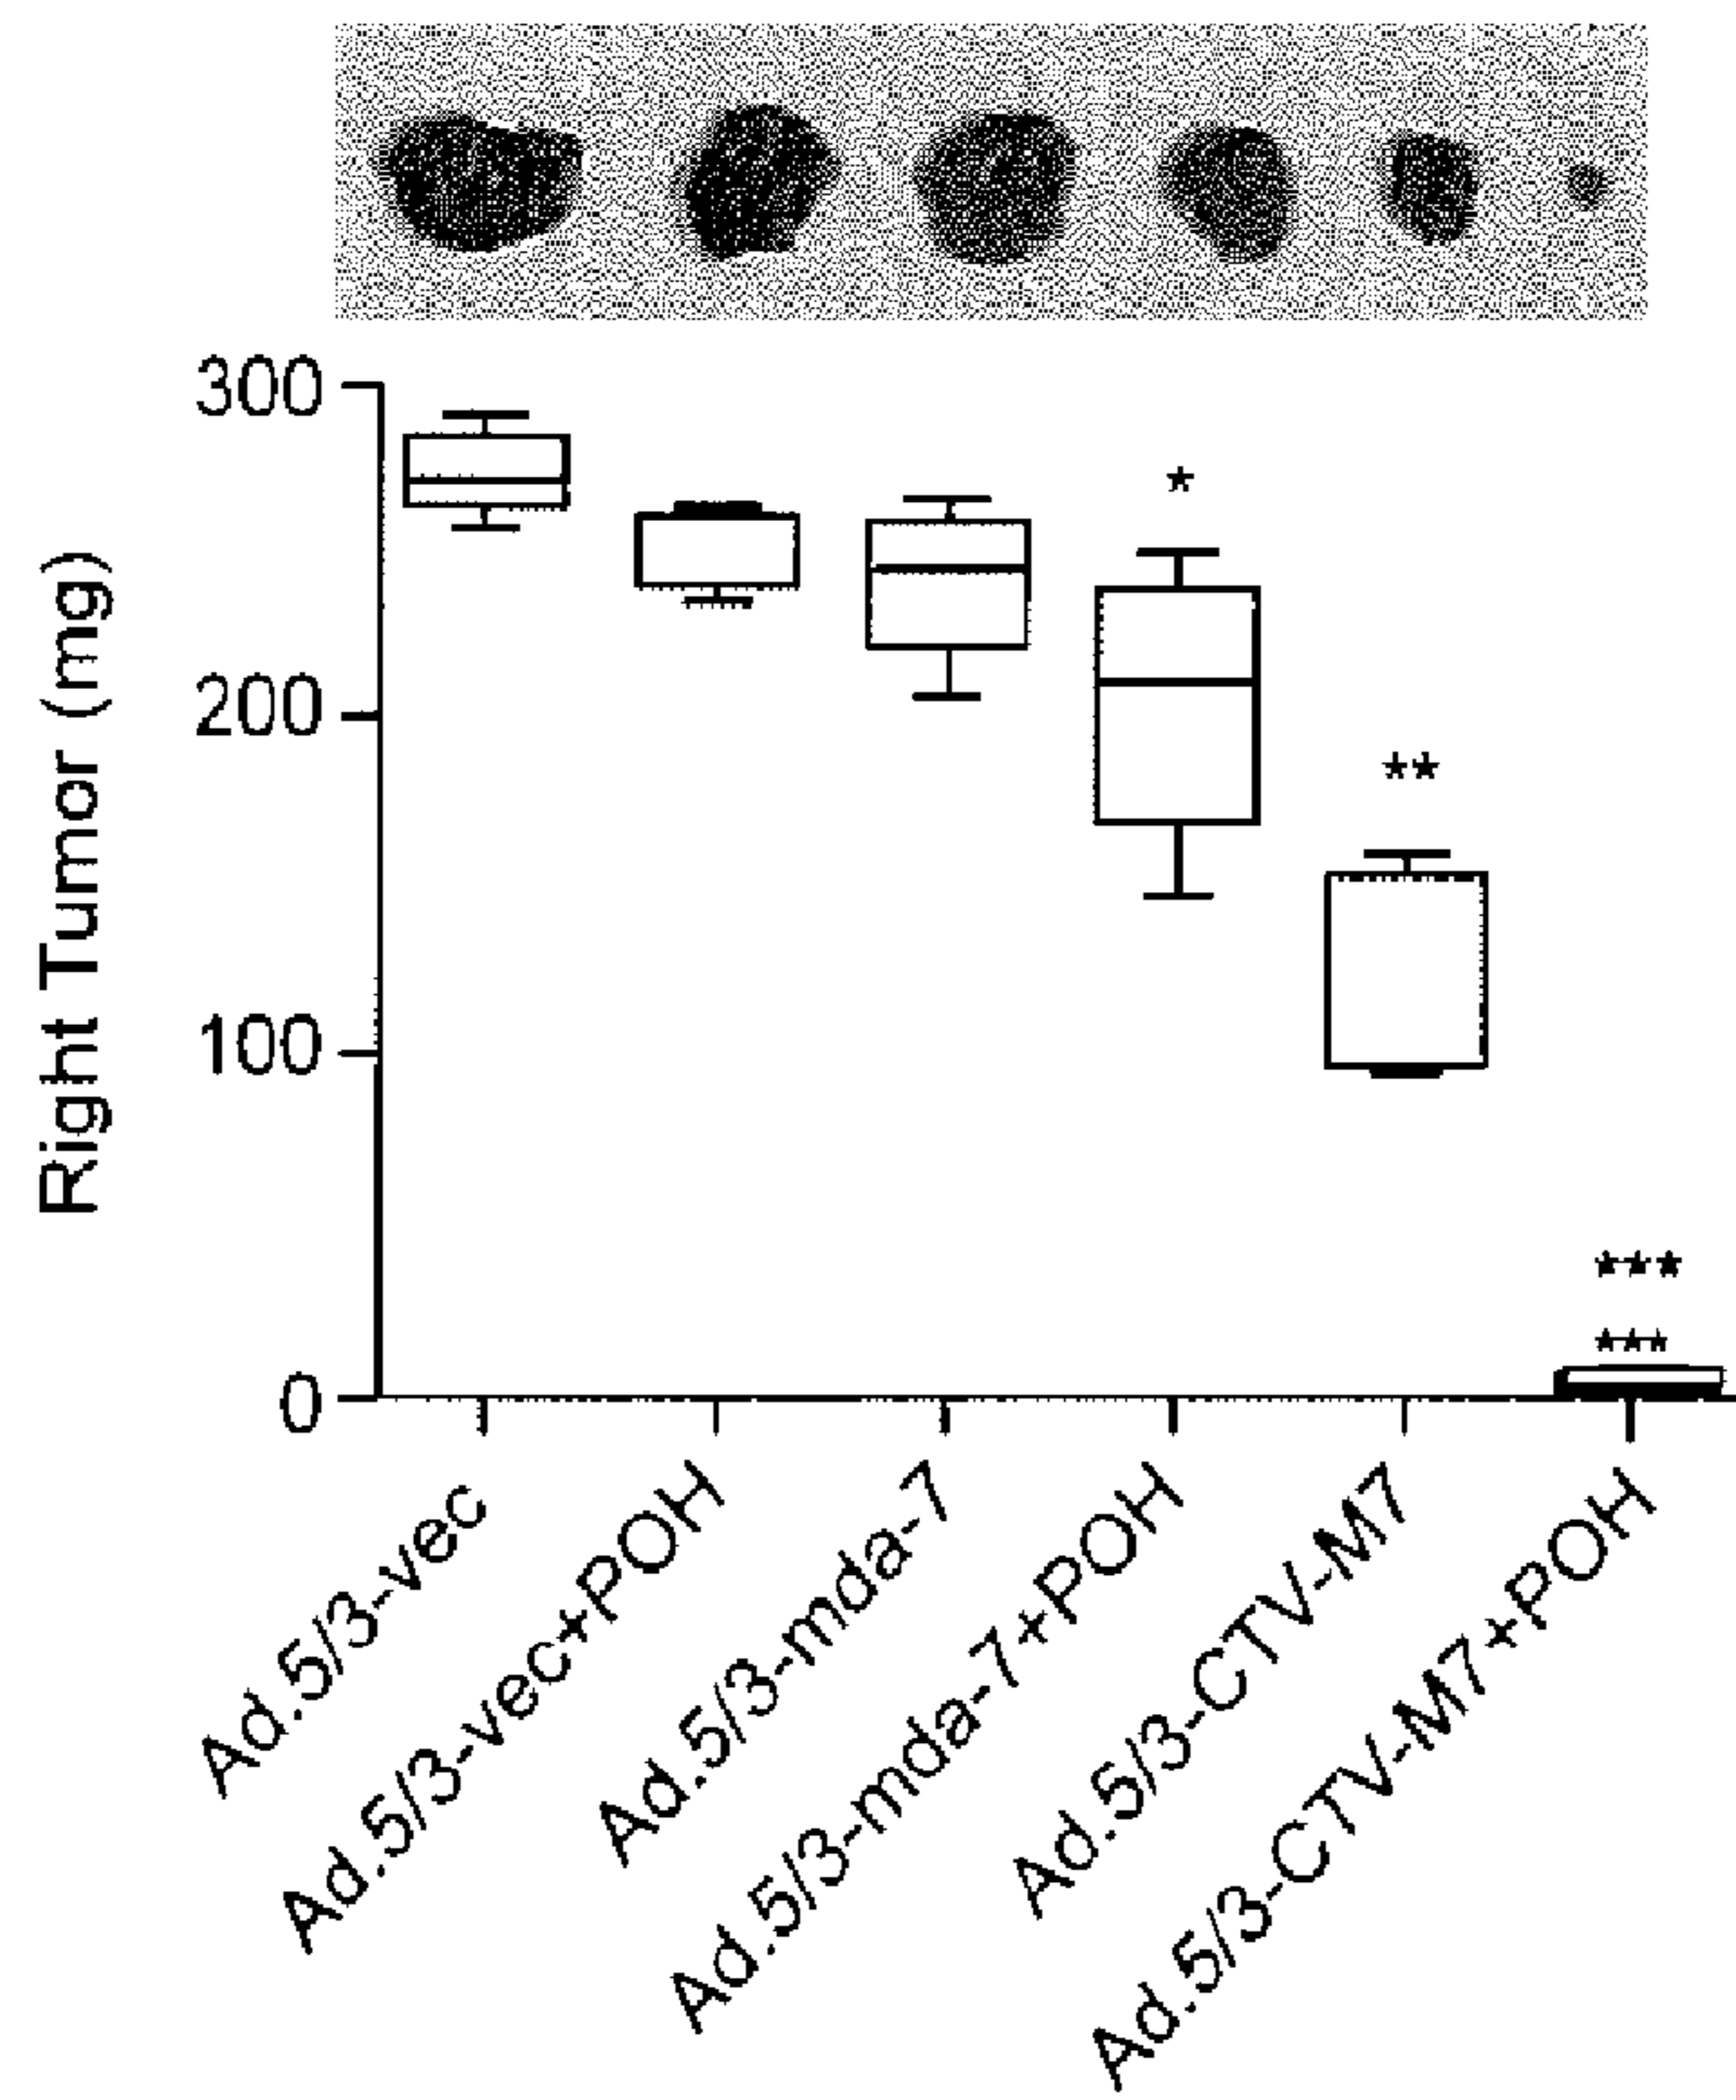 Right Tumor (mg)
300
200
100
0
*
**
***
***
Ad.5/3-vec
Ad.5/3-vec+POH
Ad.5/3-mda-7
Ad.5/3-mda-7+POH
Ad.5/3-CTV-M7
Ad.5/3-CTV-M7+POH